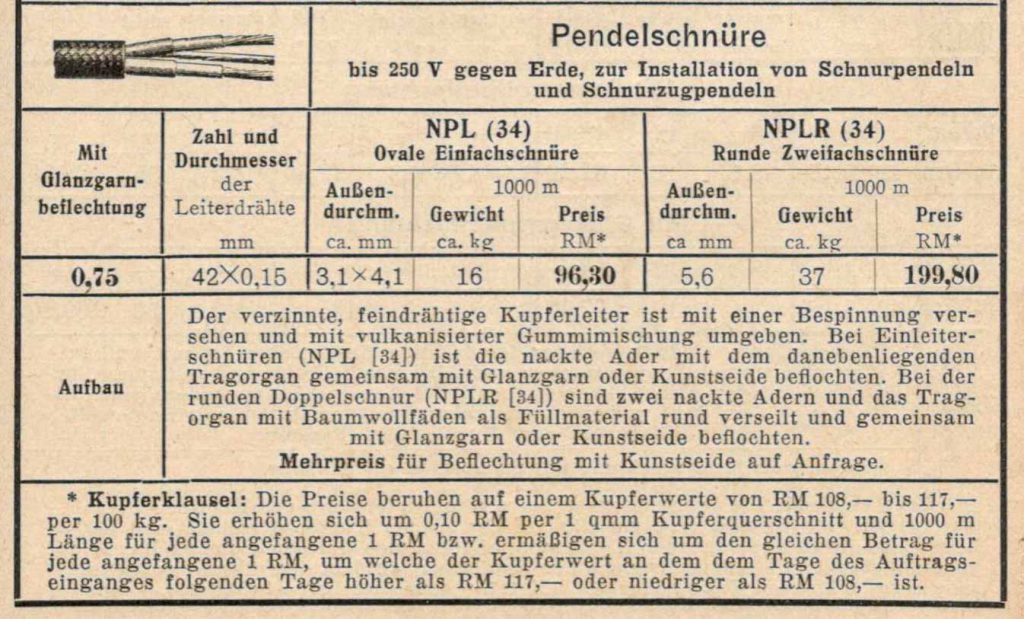 Pendelschnüre
bis 250 V gegen Erde, zur Installation von Schnurpendeln
und Schnurzugpendeln
Mit
Glanzgarn-
beflechtung
Zahl und
Durchmesser
der
Leiterdrähte
mm
NPL (34)
Ovale Einfachschnüre
Außen-
durchm.
ca. mm
1000 m
Gewicht
ca. kg
Preis
RM*
NPLR (34)
Runde Zweifachschnüre
Außen-
dnrchm.
ca mm
1000 m
Gewicht
ca. kg
Preis
RM*
0,75 42×0,15 3,1×4,1 16 96,30 5,6 37 199,80
Aufbau
Der verzinnte, feindrähtige Kupferleiter ist mit einer Bespinnung ver-
sehen und mit vulkanisierter Gummimischung umgeben. Bei Einleiter-
schnüren (NPL [34]) ist die nackte Ader mit dem danebenliegenden
Tragorgan gemeinsam mit Glanzgarn oder Kunstseide beflochten. Bei der
runden Doppelschnur (NPLR [34]) sind zwei nackte Adern und das Trag-
organ mit Baumwollfäden als Füllmaterial rund verseilt und gemeinsam
mit Glanzgarn oder Kunstseide beflochten.
Mehrpreis für Beflechtung mit Kunstseide auf Anfrage.
* Kupferklausel: Die Preise beruhen auf einem Kupferwerte von RM 108,— bis 117,—
per 100 kg. Sie erhöhen sich um 0,10 RM per 1 qmm Kupferquerschnitt und 1000 m
Länge für jede angefangene 1 RM bzw. ermäßigen sich um den gleichen Betrag für
jede angefangene 1 RM, um welche der Kupferwert an dem dem Tage des Auftrags-
einganges folgenden Tage höher als RM 117,— oder niedriger als RM 108,— ist.